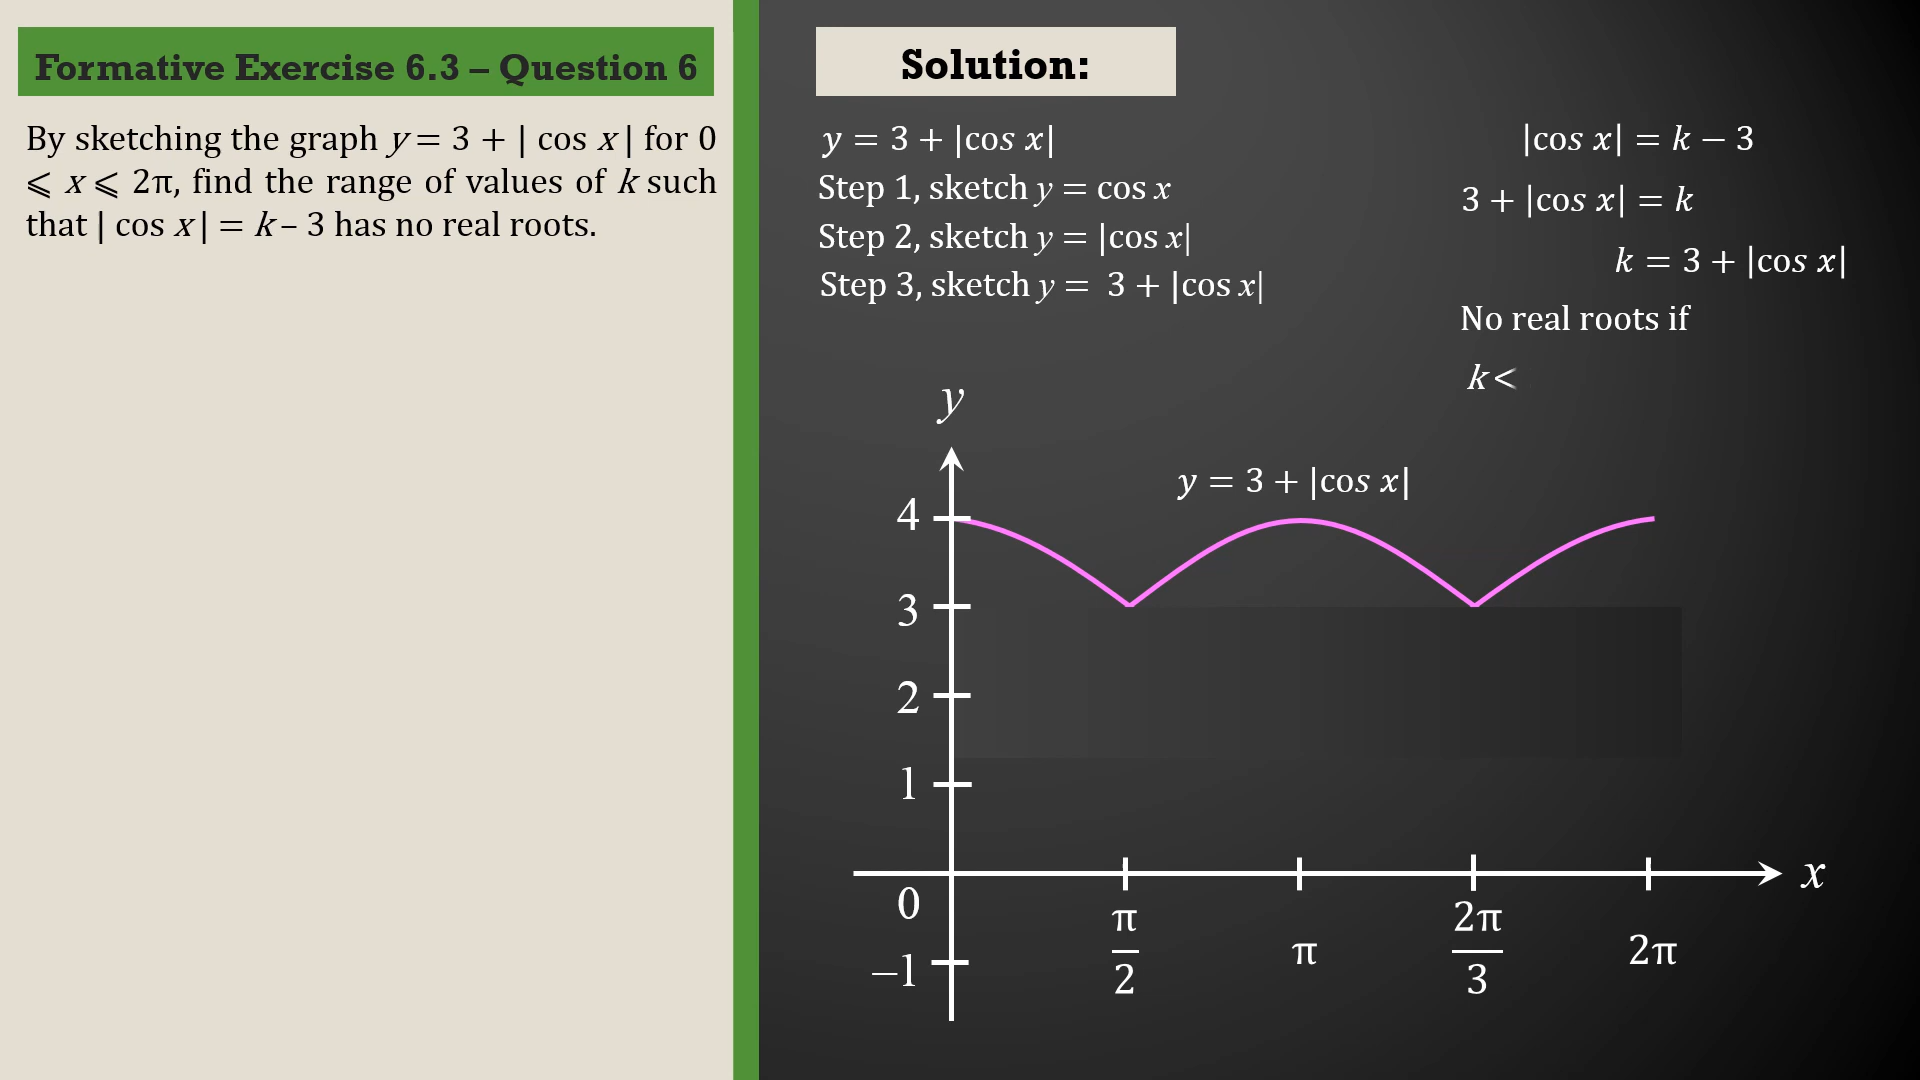 Formative Exercise 6.3 – Question 6
By sketching the graph y = 3 + | cos x | for 0
⩽ x ⩽ 2π, find the range of values of k such
that | cos x | = k – 3 has no real roots.
Solution:
y = 3 + |cos x|
Step 1, sketch y = cos x
Step 2, sketch y = |cos x|
Step 3, sketch y = 3 + |cos x|
|cos x| = k − 3
3 + |cos x| = k
k = 3 + |cos x|
No real roots if
k <
y
y = 3 + |cos x|
4
3
2
1
0
−1
π/2
π
2π/3
2π
x